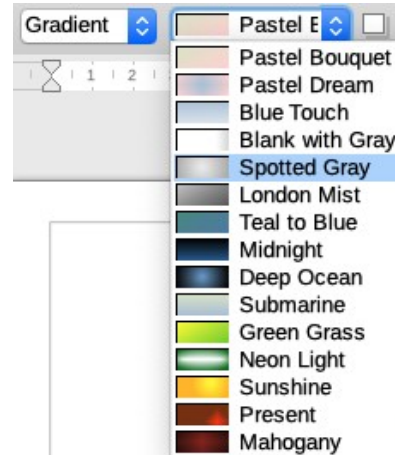 Gradient Pastel E
1 2
Pastel Bouquet
Pastel Dream
Blue Touch
Blank with Gray
Spotted Gray
London Mist
Teal to Blue
Midnight
Deep Ocean
Submarine
Green Grass
Neon Light
Sunshine
Present
Mahogany